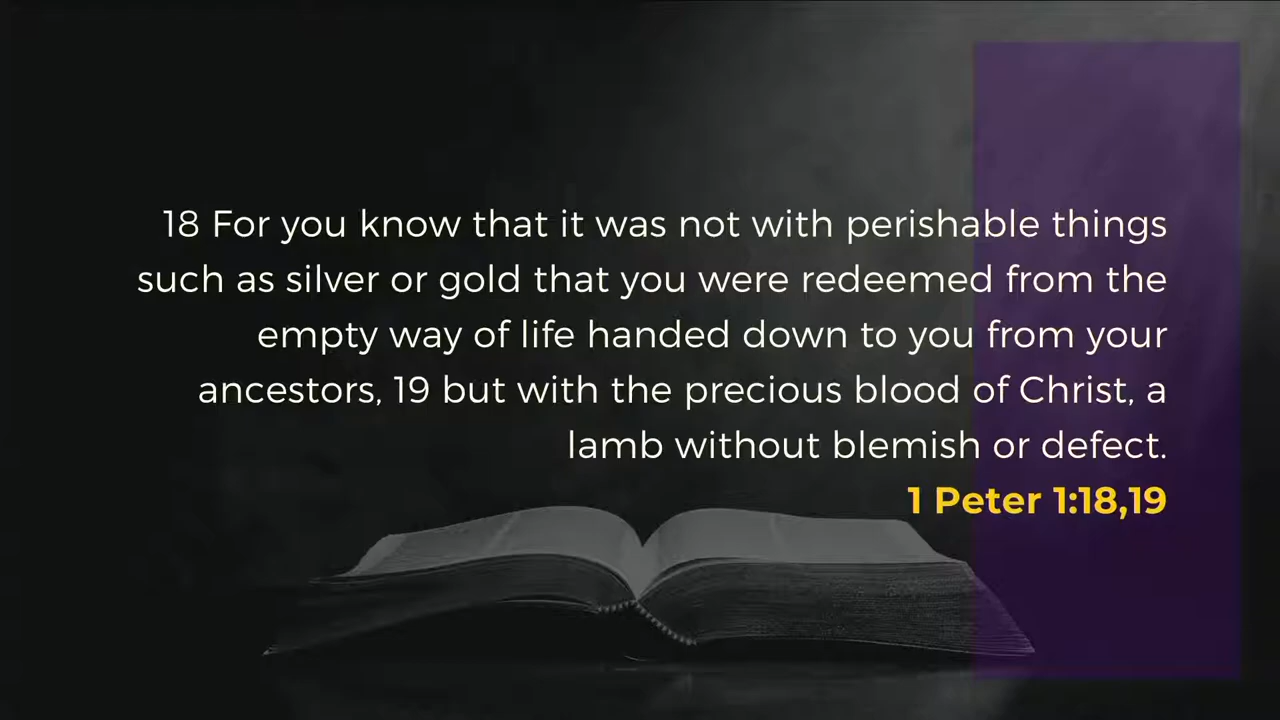 18 For you know that it was not with perishable things
such as silver or gold that you were redeemed from the
empty way of life handed down to you from your
ancestors, 19 but with the precious blood of Christ, a
lamb without blemish or defect.
1 Peter 1:18,19